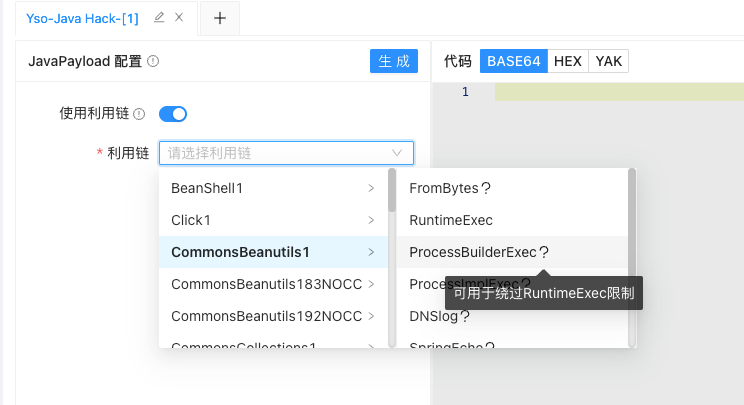 Yso-Java Hack-[1]
JavaPayload 配置
生 成
代码 BASE64 HEX YAK
1
使用利用链
* 利用链 请选择利用链
BeanShell1
Click1
CommonsBeanutils1
CommonsBeanutils183NOCC
CommonsBeanutils192NOCC
CommonsCollections1
FromBytes?
RuntimeExec
ProcessBuilderExec?
ProcessImplExec?
可用于绕过RuntimeExec限制
DNSlog?
SpringEcho?